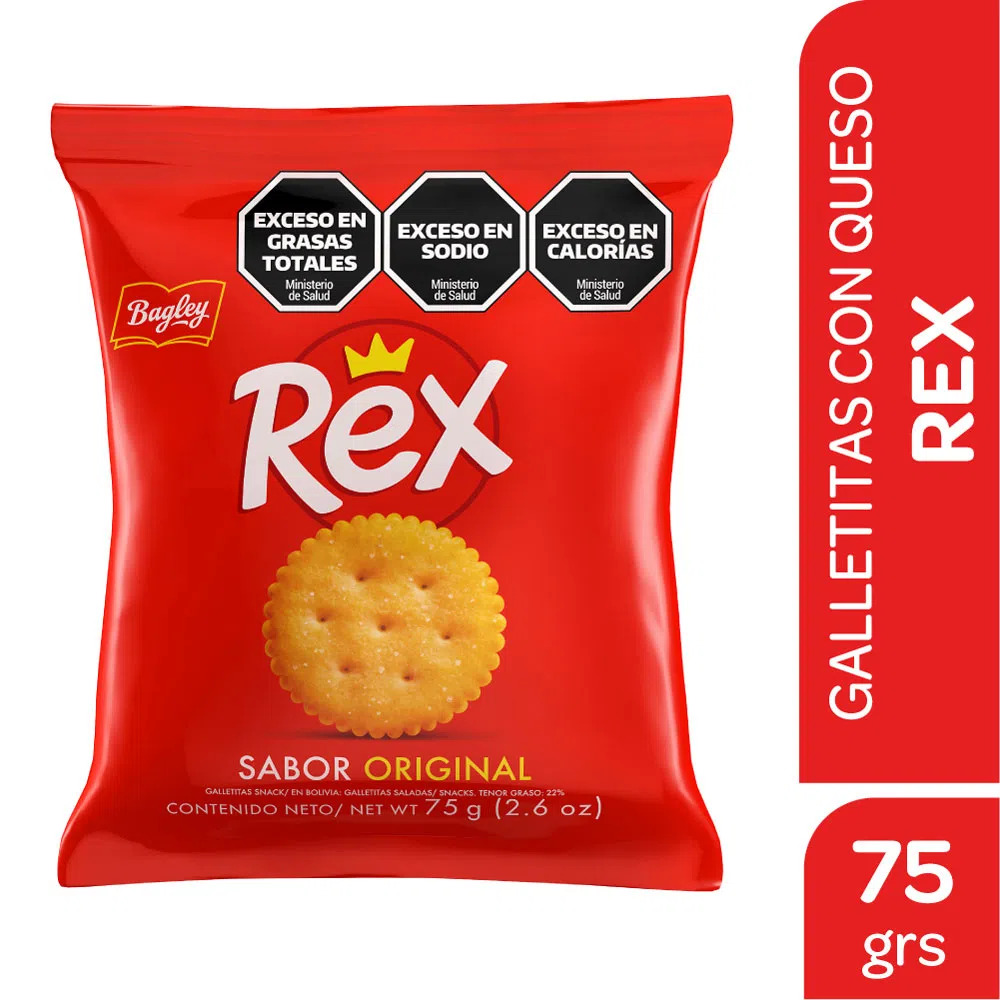 EXCESO EN
GRASAS
TOTALES
Ministerio
de Salud
EXCESO EN
SODIO
Ministerio
de Salud
EXCESO EN
CALORÍAS
Ministerio
de Salud
Bagley
Rex
SABOR ORIGINAL
GALLETITAS SNACK/ EN BOLIVIA: GALLETITAS SALADAS/ SNACKS. TENOR GRASO: 22%
CONTENIDO NETO/ NET WT 75 g (2.6 oz)
GALLETITAS CON QUESO
REX
75
grs